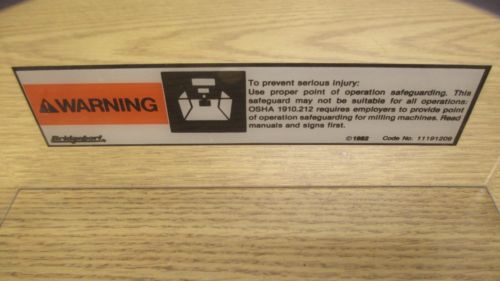 WARNING
To prevent serious injury:
Use proper point of operation safeguarding. This
safeguard may not be suitable for all operations:
OSHA 1910.212 requires employers to provide point
of operation safeguarding for milling machines. Read
manuals and signs first.
Bridgeport
©1982 Code No. 11191209